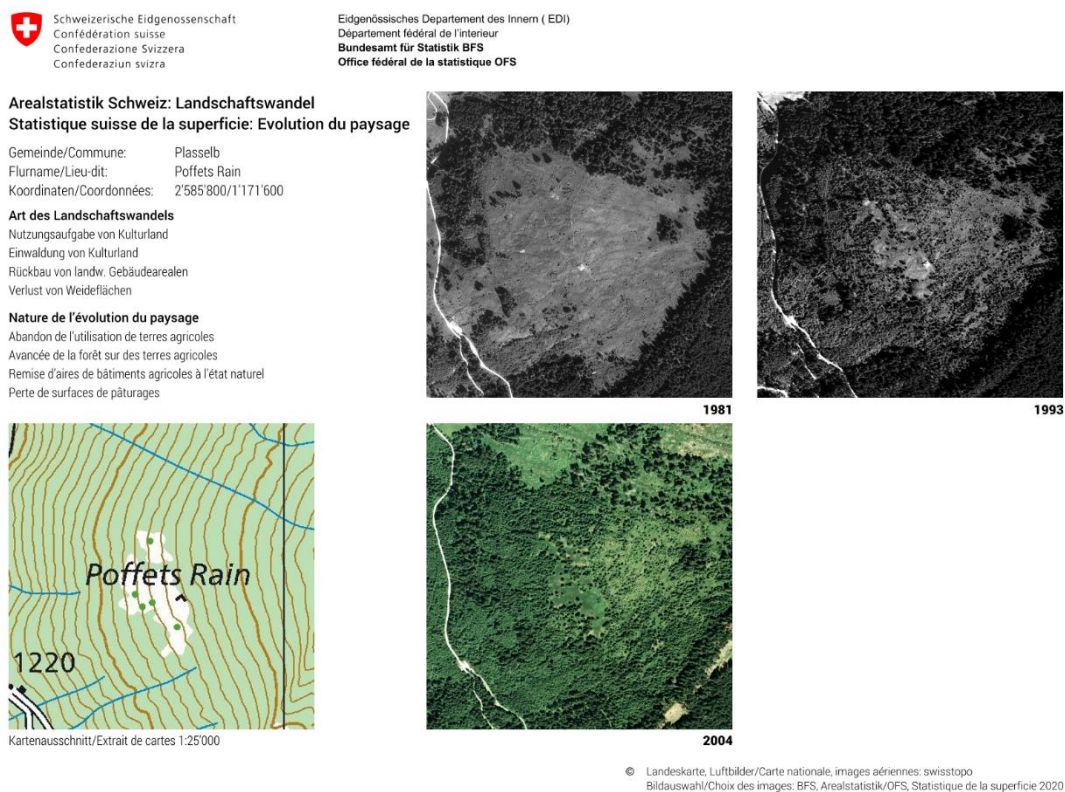 Schweizerische Eidgenossenschaft
Confédération suisse
Confederazione Svizzera
Confederaziun svizra
Eidgenössisches Departement des Innern ( EDI)
Département fédéral de l'interieur
Bundesamt für Statistik BFS
Office fédéral de la statistique OFS
Arealstatistik Schweiz: Landschaftswandel
Statistique suisse de la superficie: Evolution du paysage
Gemeinde/Commune: Plasselb
Flurname/Lieu-dit: Poffets Rain
Koordinaten/Coordonnées: 2'585'800/1'171'600
Art des Landschaftswandels
Nutzungsaufgabe von Kulturland
Einwaldung von Kulturland
Rückbau von landw. Gebäudearealen
Verlust von Weideflächen
Nature de l'évolution du paysage
Abandon de l'utilisation de terres agricoles
Avancée de la forêt sur des terres agricoles
Remise d'aires de bâtiments agricoles à l'état naturel
Perte de surfaces de pâturages
1981
1993
Poffets Rain
1220
Kartenausschnitt/Extrait de cartes 1:25'000
2004
© Landeskarte, Luftbilder/Carte nationale, images aériennes: swisstopo
Bildauswahl/Choix des images: BFS, Arealstatistik/OFS, Statistique de la superficie 2020